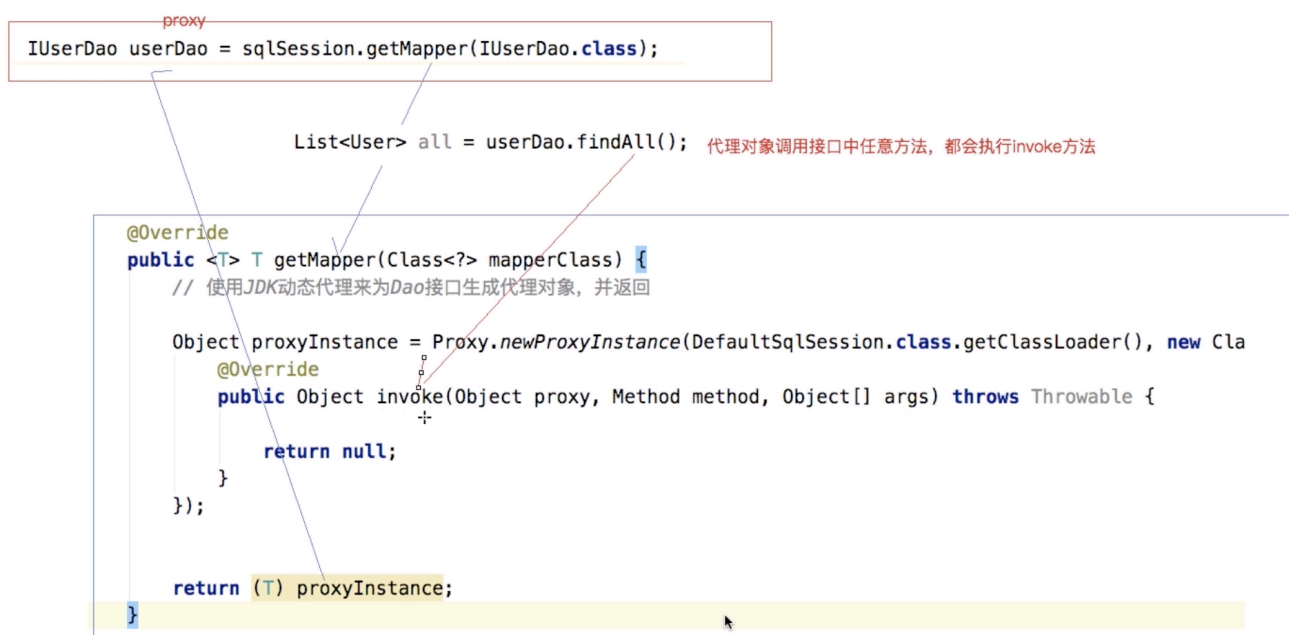 proxy
IUserDao userDao = sqlSession.getMapper(IUserDao.class);
List<User> all = userDao.findAll(); 代理对象调用接口中任意方法，都会执行invoke方法
@Override
public <T> T getMapper(Class<?> mapperClass) {
// 使用JDK动态代理来为Dao接口生成代理对象，并返回
Object proxyInstance = Proxy.newProxyInstance(DefaultSqlSession.class.getClassLoader(), new Cla
@Override
public Object invoke(Object proxy, Method method, Object[] args) throws Throwable {
return null;
}
});
return (T) proxyInstance;
}